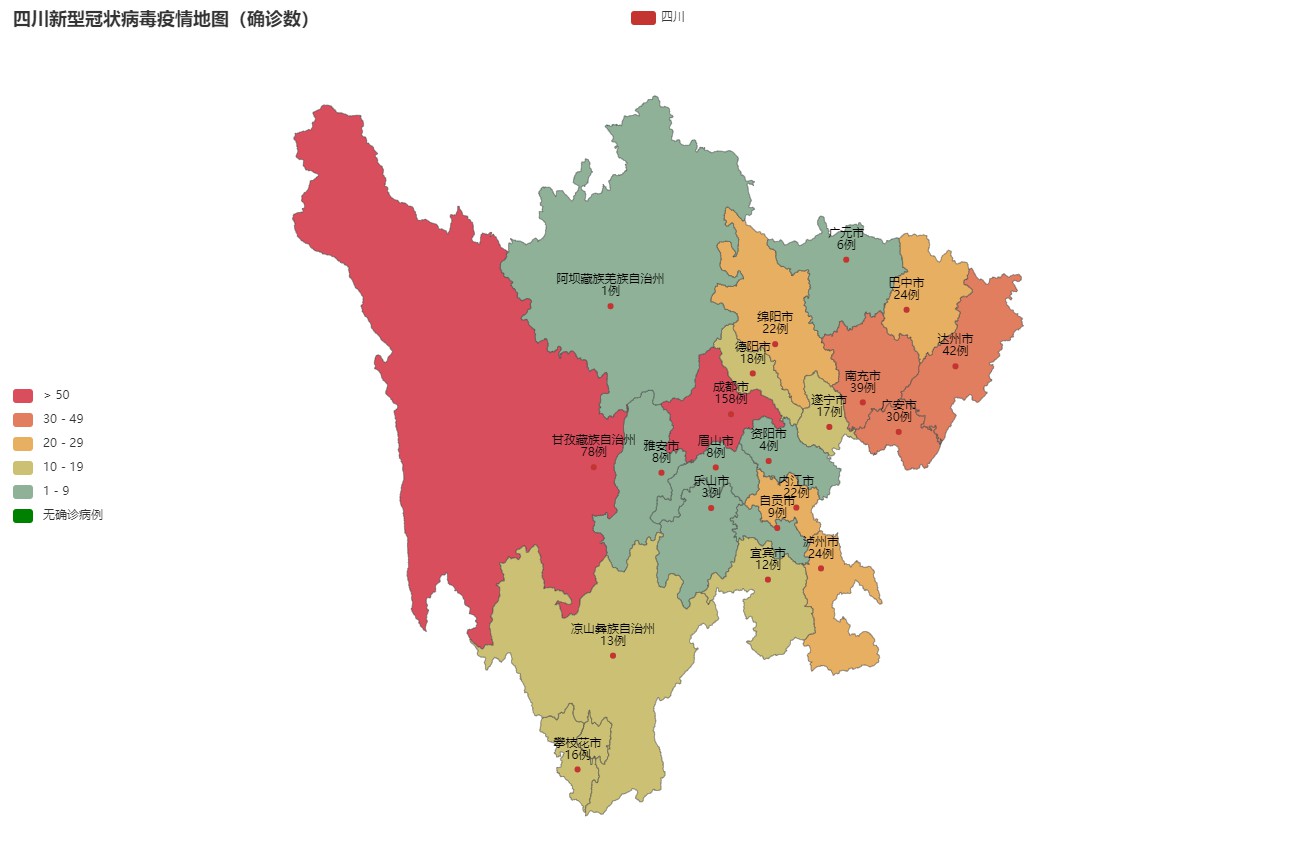 四川新型冠状病毒疫情地图（确诊数）
四川
广元市
6例
阿坝藏族羌族自治州
1例
巴中市
24例
绵阳市
22例
达州市
42例
德阳市
18例
南充市
39例
成都市
158例
遂宁市
17例
广安市
30例
资阳市
4例
甘孜藏族自治州
78例
雅安市
8例
眉山市
8例
乐山市
3例
内江市
22例
自贡市
9例
泸州市
24例
宜宾市
12例
凉山彝族自治州
13例
攀枝花市
16例
> 50
30 - 49
20 - 29
10 - 19
1 - 9
无确诊病例